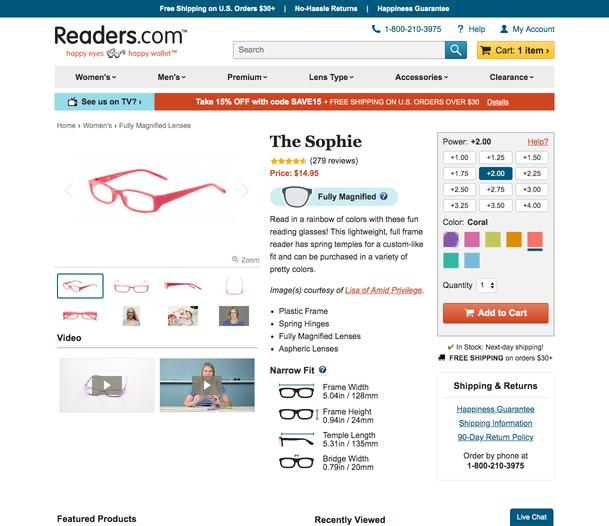 Free Shipping on U.S. Orders $30+ | No-Hassle Returns | Happiness Guarantee
Readers.com™
happy eyes happy wallet™
1-800-210-3975 ? Help My Account
Search
Cart: 1 item ›
Women's Men's Premium Lens Type Accessories Clearance
See us on TV? ›
Take 15% OFF with code SAVE15 + FREE SHIPPING ON U.S. ORDERS OVER $30 Details
Home › Women's › Fully Magnified Lenses
Zoom
Video
The Sophie
(279 reviews)
Price: $14.95
Fully Magnified ?
Read in a rainbow of colors with these fun
reading glasses! This lightweight, full frame
reader has spring temples for a custom-like
fit and can be purchased in a variety of
pretty colors.
Image(s) courtesy of Lisa of Amid Privilege.
• Plastic Frame
• Spring Hinges
• Fully Magnified Lenses
• Aspheric Lenses
Narrow Fit ?
Frame Width
5.04in / 128mm
Frame Height
0.94in / 24mm
Temple Length
5.31in / 135mm
Bridge Width
0.79in / 20mm
Power: +2.00 Help?
+1.00 +1.25 +1.50
+1.75 +2.00 +2.25
+2.50 +2.75 +3.00
+3.25 +3.50 +4.00
Color: Coral
Quantity 1
Add to Cart
In Stock: Next-day shipping!
FREE SHIPPING on orders $30+
Shipping & Returns
Happiness Guarantee
Shipping Information
90-Day Return Policy
Order by phone at
1-800-210-3975
Featured Products
Recently Viewed
Live Chat